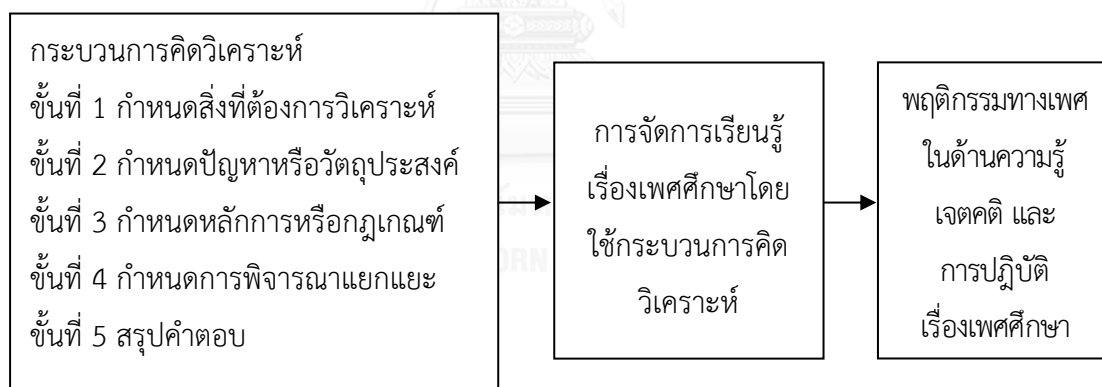 กระบวนการคิดวิเคราะห์
ขั้นที่ 1 กำหนดสิ่งที่ต้องการวิเคราะห์
ขั้นที่ 2 กำหนดปัญหาหรือวัตถุประสงค์
ขั้นที่ 3 กำหนดหลักการหรือกฎเกณฑ์
ขั้นที่ 4 กำหนดการพิจารณาแยกแยะ
ขั้นที่ 5 สรุปคำตอบ
การจัดการเรียนรู้
เรื่องเพศศึกษาโดย
ใช้กระบวนการคิด
วิเคราะห์
พฤติกรรมทางเพศ
ในด้านความรู้
เจตคติ และ
การปฏิบัติ
เรื่องเพศศึกษา